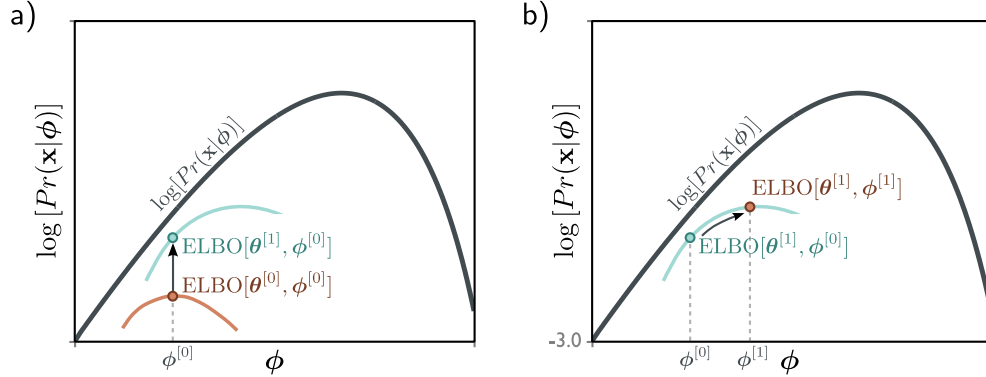 a)
log[Pr(x|ϕ)]
log[Pr(x|ϕ)]
ELBO[θ^[1], ϕ^[0]]
ELBO[θ^[0], ϕ^[0]]
ϕ^[0]
ϕ
b)
log[Pr(x|ϕ)]
log[Pr(x|ϕ)]
ELBO[θ^[1], ϕ^[1]]
ELBO[θ^[1], ϕ^[0]]
-3.0
ϕ^[0]
ϕ^[1]
ϕ